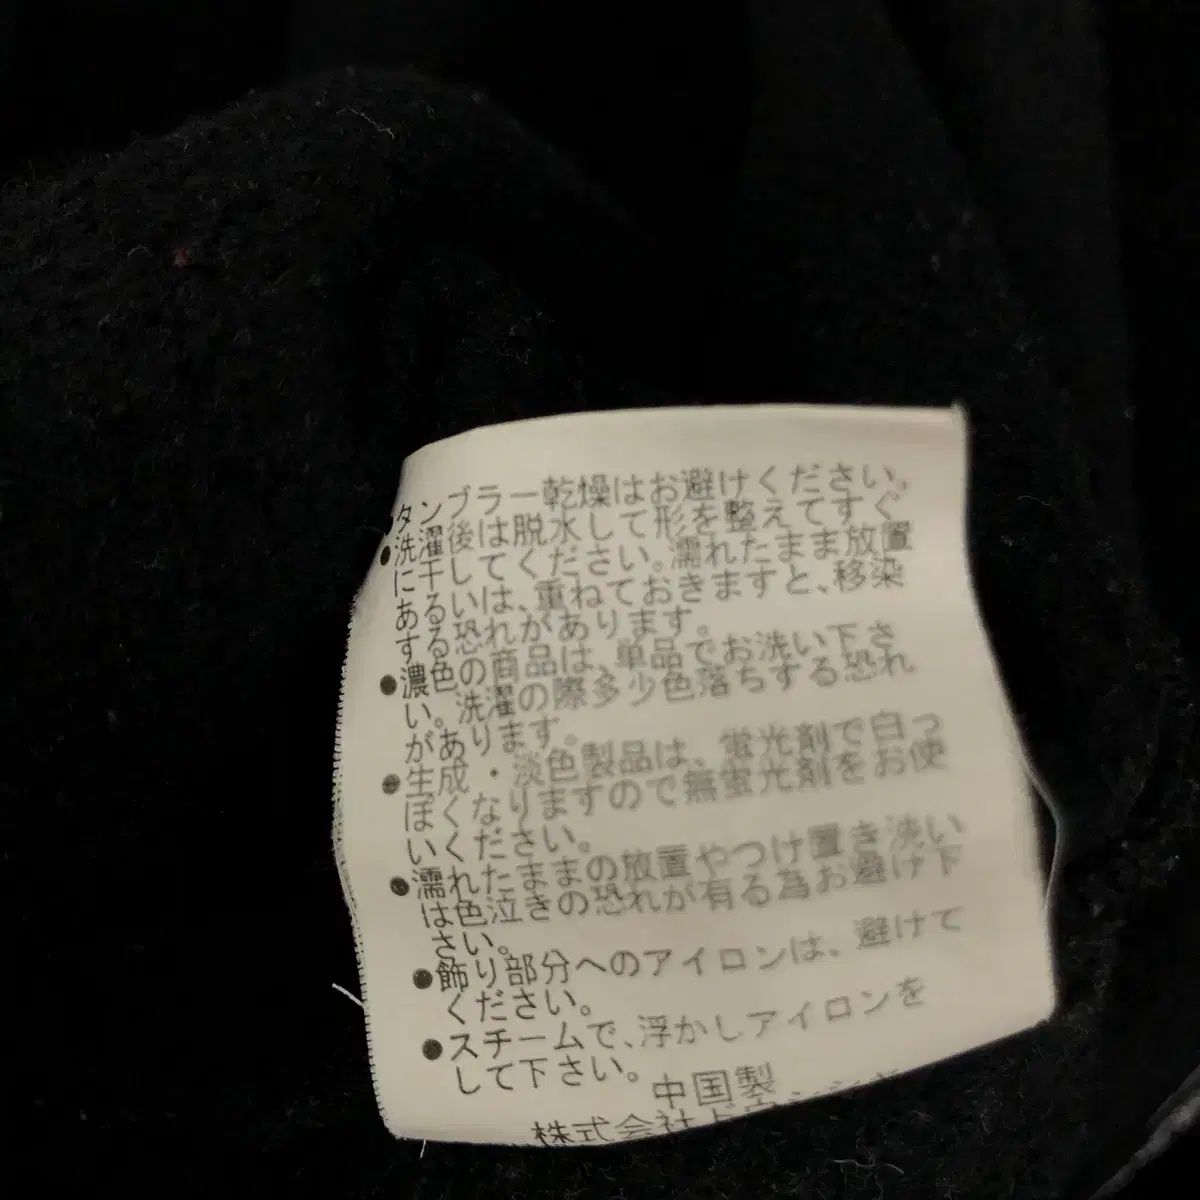 ●タンブラー乾燥はお避けください。
●洗濯後は脱水して形を整えてすぐ
に干してください。濡れたまま放置
あるいは、重ねておきますと、移染
する恐れがあります。
●濃色の商品は、単品でお洗い下さ
い。洗濯の際多少色落ちする恐れ
があります。
●生成・淡色製品は、蛍光剤で白っ
ぽくなりますので無蛍光剤をお使
いください。
●濡れたままの放置やつけ置き洗い
は色泣きの恐れが有る為お避け下
さい。
●飾り部分へのアイロンは、避けて
ください。
●スチームで、浮かしアイロンを
して下さい。
中国製
株式会社